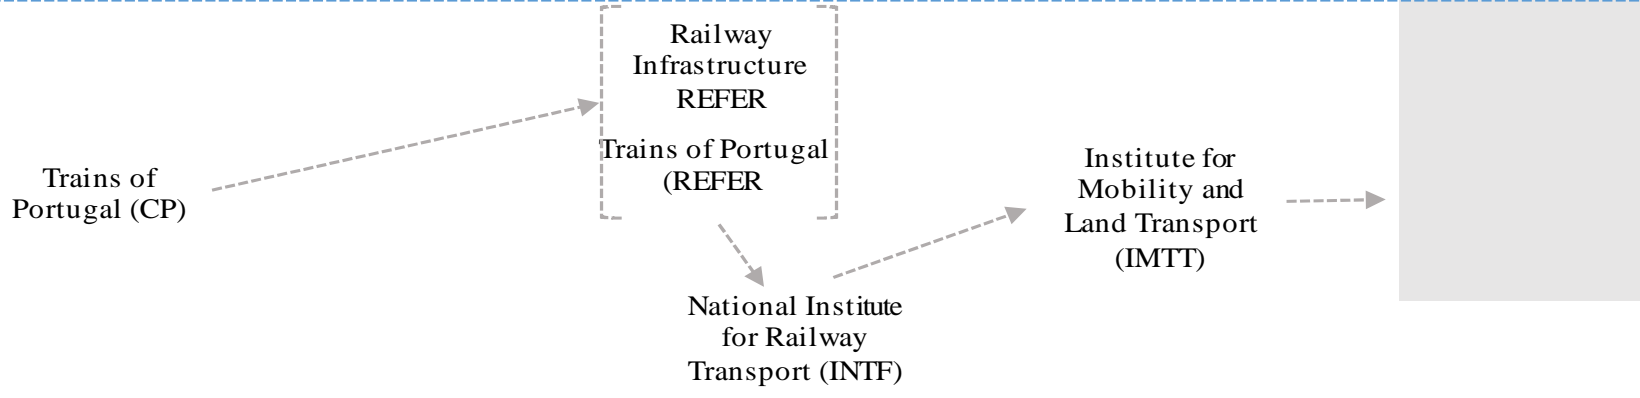 Railway
Infrastructure
REFER
Trains of Portugal
(REFER
Trains of
Portugal (CP)
Institute for
Mobility and
Land Transport
(IMTT)
National Institute
for Railway
Transport (INTF)